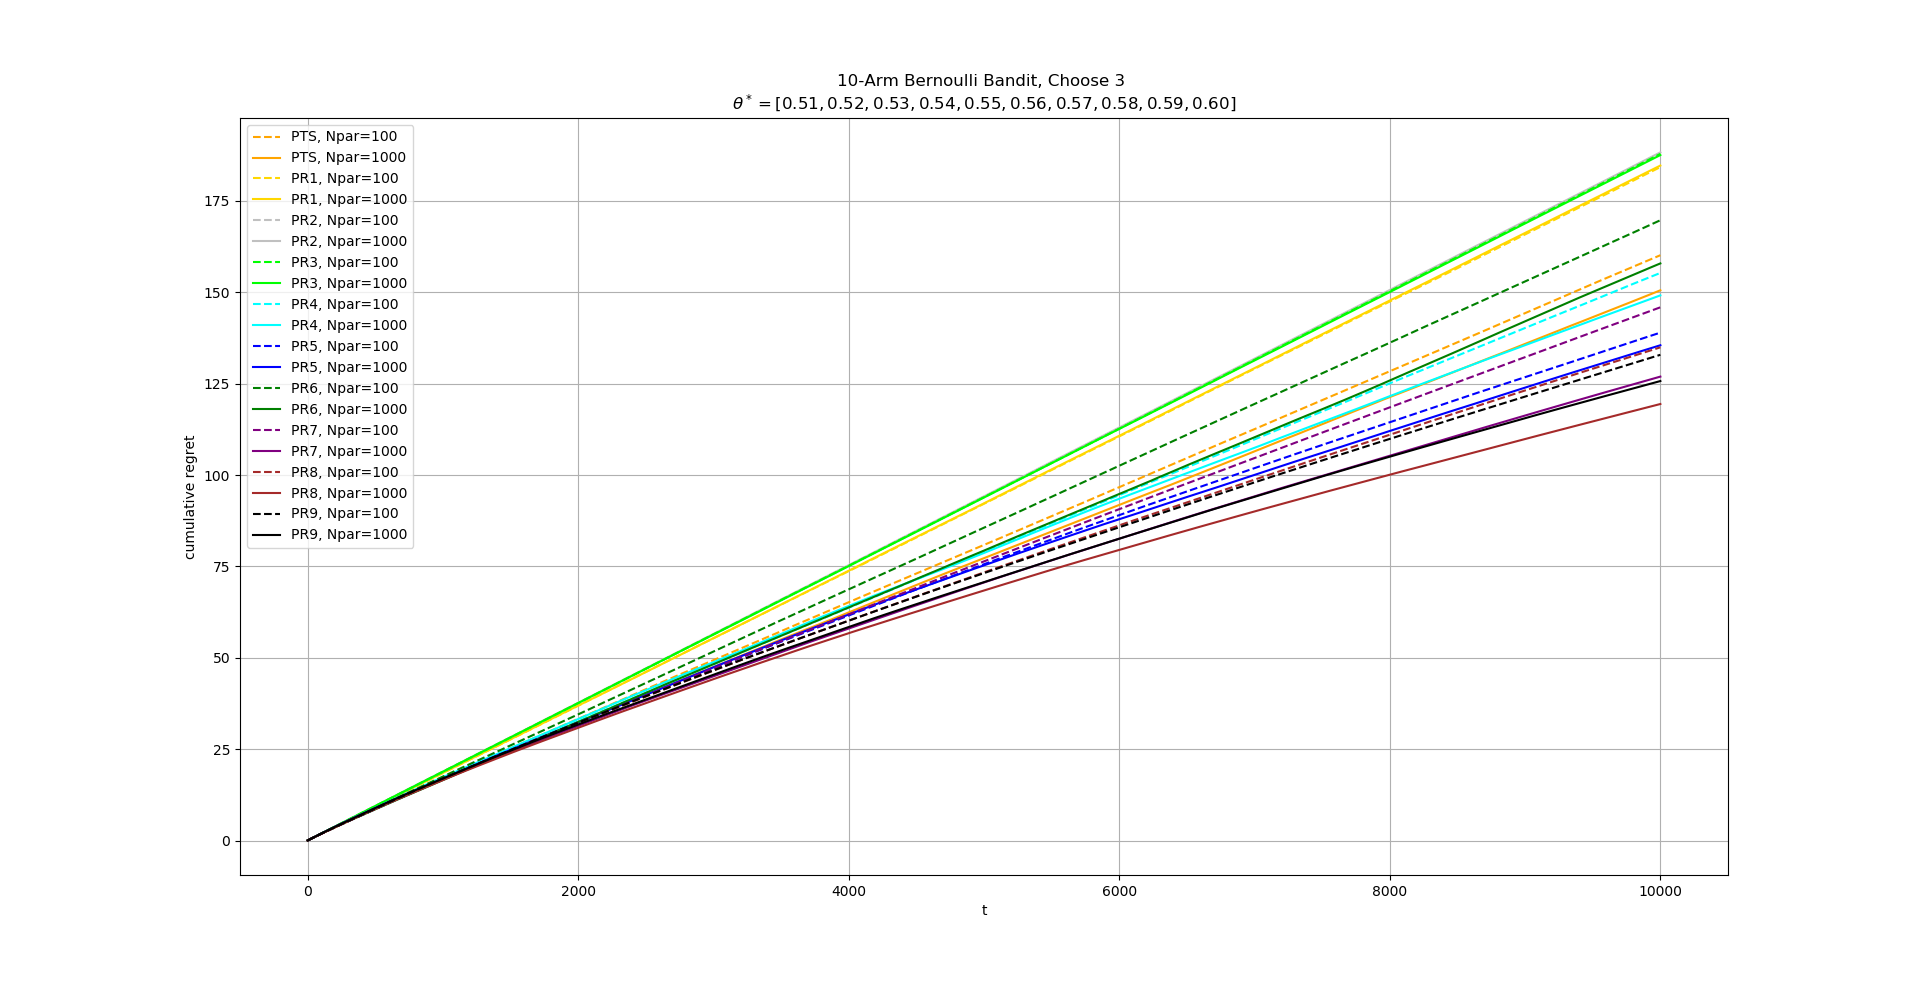 10-Arm Bernoulli Bandit, Choose 3
θ* = [0.51, 0.52, 0.53, 0.54, 0.55, 0.56, 0.57, 0.58, 0.59, 0.60]
PTS, Npar=100
PTS, Npar=1000
PR1, Npar=100
PR1, Npar=1000
PR2, Npar=100
PR2, Npar=1000
PR3, Npar=100
PR3, Npar=1000
PR4, Npar=100
PR4, Npar=1000
PR5, Npar=100
PR5, Npar=1000
PR6, Npar=100
PR6, Npar=1000
PR7, Npar=100
PR7, Npar=1000
PR8, Npar=100
PR8, Npar=1000
PR9, Npar=100
PR9, Npar=1000
cumulative regret
175
150
125
100
75
50
25
0
0 2000 4000 6000 8000 10000
t